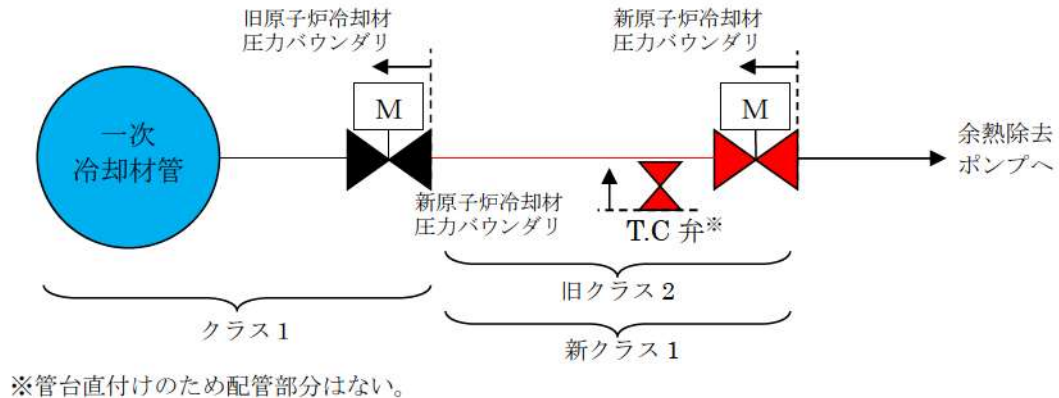 旧原子炉冷却材
圧力バウンダリ
新原子炉冷却材
圧力バウンダリ
M
M
一次
冷却材管
余熱除去
ポンプへ
新原子炉冷却材
圧力バウンダリ
T.C 弁※
旧クラス 2
クラス 1
新クラス 1
※管台直付けのため配管部分はない。